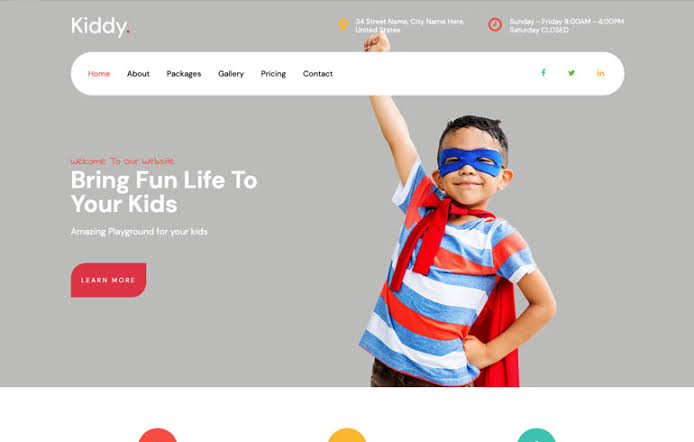 Kiddy.
34 Street Name, City Name Here,
United States
Sunday - Friday 8:00AM - 4:00PM
Saturday CLOSED
Home About Packages Gallery Pricing Contact
Welcome To Our Website
Bring Fun Life To
Your Kids
Amazing Playground for your kids
LEARN MORE